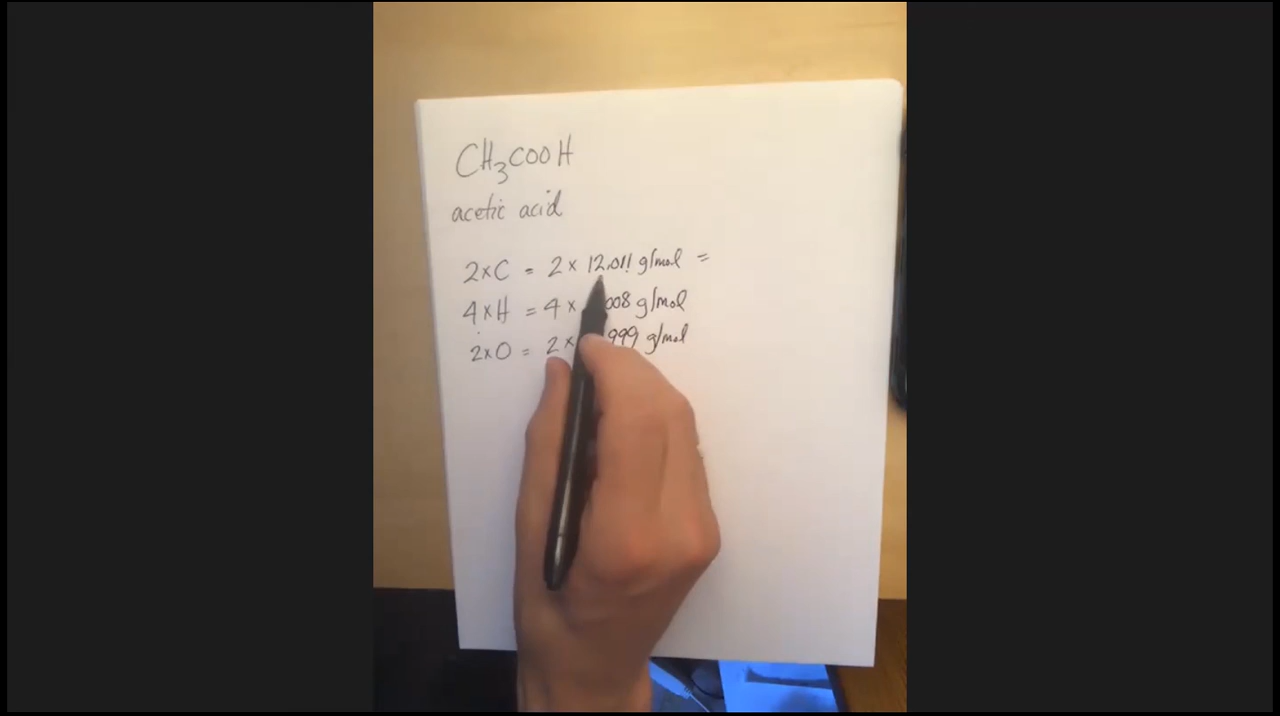 CH3COOH
acetic acid
2×C = 2 × 12.011 g/mol =
4×H = 4 × 008 g/mol
2×O = 2 × 999 g/mol